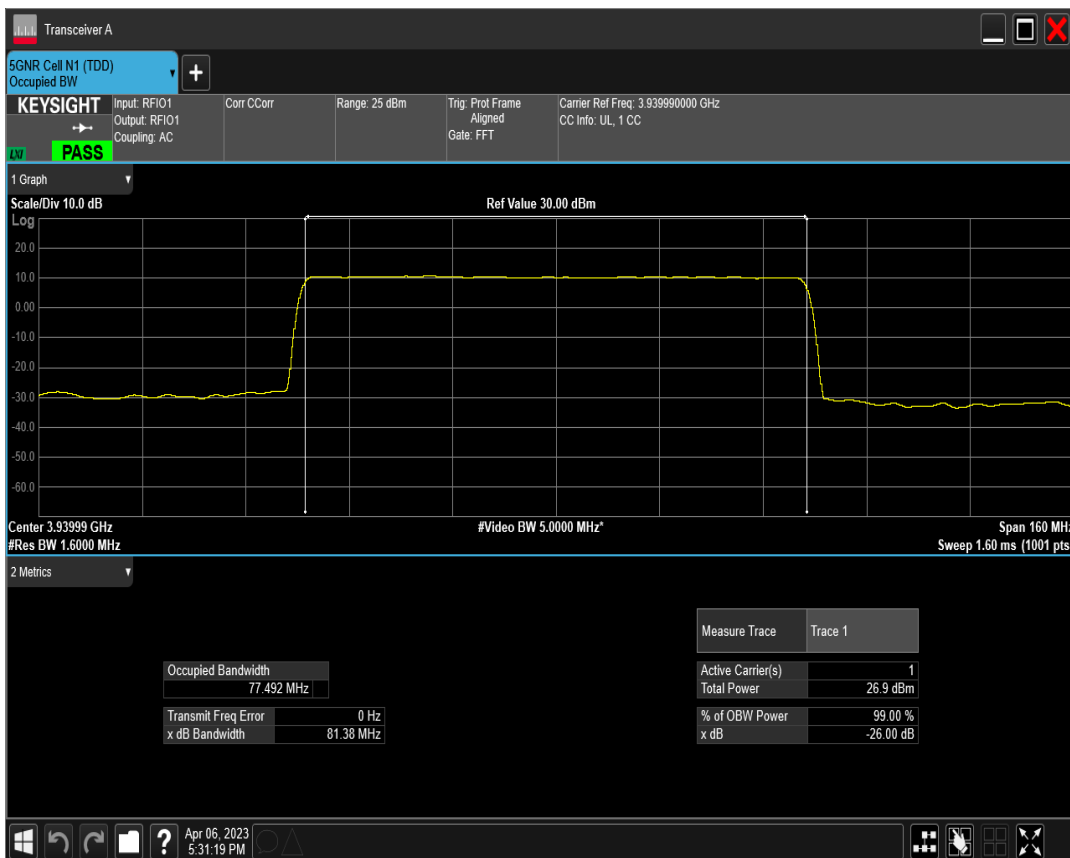 Transceiver A
5GNR Cell N1 (TDD)
Occupied BW
+
KEYSIGHT
LXI
PASS
Input: RFIO1
Output: RFIO1
Coupling: AC
Corr CCorr
Range: 25 dBm
Trig: Prot Frame
Aligned
Gate: FFT
Carrier Ref Freq: 3.939990000 GHz
CC Info: UL, 1 CC
1 Graph
Scale/Div 10.0 dB
Ref Value 30.00 dBm
Log
20.0
10.0
0.00
-10.0
-20.0
-30.0
-40.0
-50.0
-60.0
Center 3.93999 GHz
#Video BW 5.0000 MHz*
Span 160 MHz
#Res BW 1.6000 MHz
Sweep 1.60 ms (1001 pts
2 Metrics
Measure Trace Trace 1
Occupied Bandwidth
77.492 MHz
Transmit Freq Error 0 Hz
x dB Bandwidth 81.38 MHz
Active Carrier(s) 1
Total Power 26.9 dBm
% of OBW Power 99.00 %
x dB -26.00 dB
?
Apr 06, 2023
5:31:19 PM